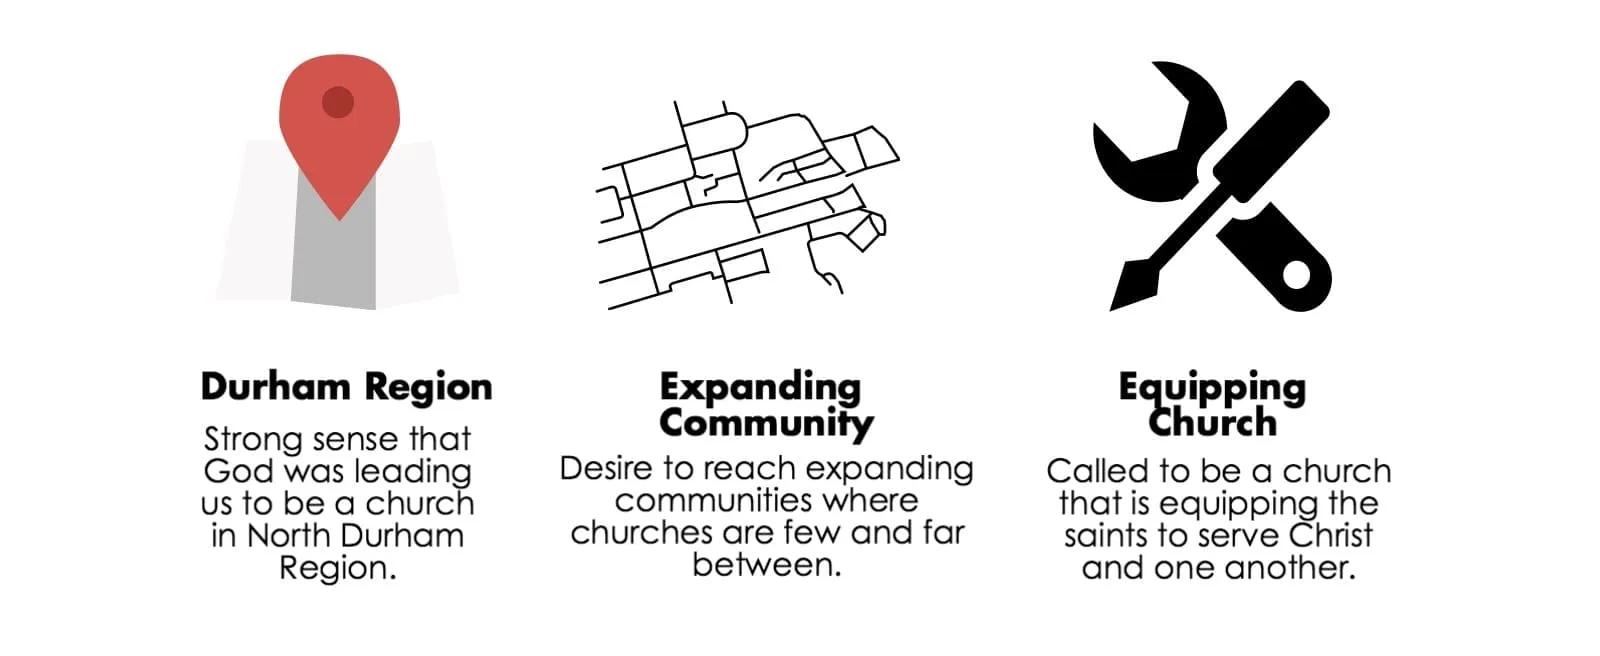 Durham Region
Strong sense that
God was leading
us to be a church
in North Durham
Region.
Expanding
Community
Desire to reach expanding
communities where
churches are few and far
between.
Equipping
Church
Called to be a church
that is equipping the
saints to serve Christ
and one another.